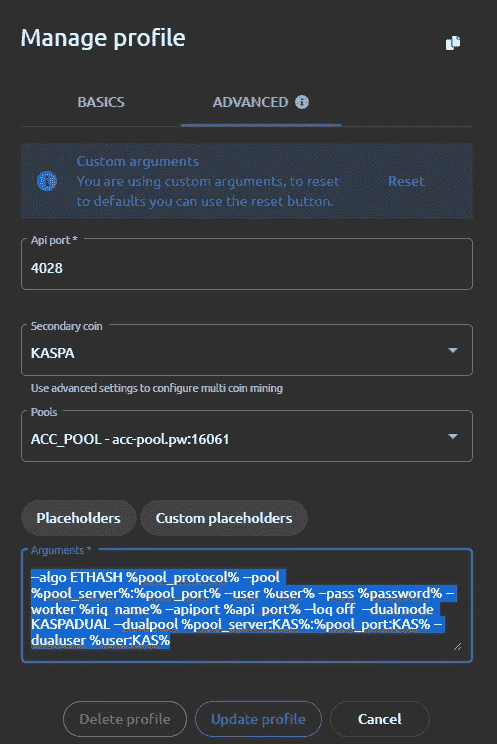 Manage profile
BASICS
ADVANCED
Custom arguments
You are using custom arguments, to reset
to defaults you can use the reset button.
Reset
Api port *
4028
Secondary coin
KASPA
Use advanced settings to configure multi coin mining
Pools
ACC_POOL - acc-pool.pw:16061
Placeholders
Custom placeholders
Arguments *
--algo ETHASH %pool_protocol% --pool
%pool_server%:%pool_port% --user %user% --pass %password% --
worker %rig_name% --apiport %api_port% --log off --dualmode
KASPADUAL --dualpool %pool_server:KAS%:%pool_port:KAS% --
dualuser %user:KAS%
Delete profile
Update profile
Cancel